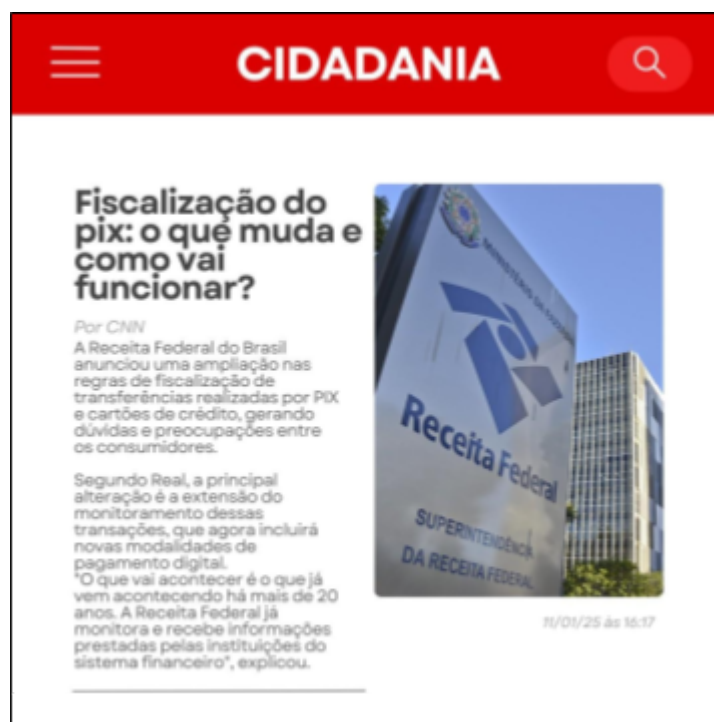 CIDADANIA
Fiscalização do
pix: o que muda e
como vai
funcionar?
Por CNN
A Receita Federal do Brasil
anunciou uma ampliação nas
regras de fiscalização de
transferências realizadas por PIX
e cartões de crédito, gerando
dúvidas e preocupações entre
os consumidores.
Segundo Real, a principal
alteração é a extensão do
monitoramento dessas
transações, que agora incluirá
novas modalidades de
pagamento digital.
"O que vai acontecer é o que já
vem acontecendo há mais de 20
anos. A Receita Federal já
monitora e recebe informações
prestadas pelas instituições do
sistema financeiro", explicou.
MINISTÉRIO DA FAZENDA
Receita Federal
SUPERINTENDÊNCIA
DA RECEITA FEDERAL
11/01/25 às 16:17